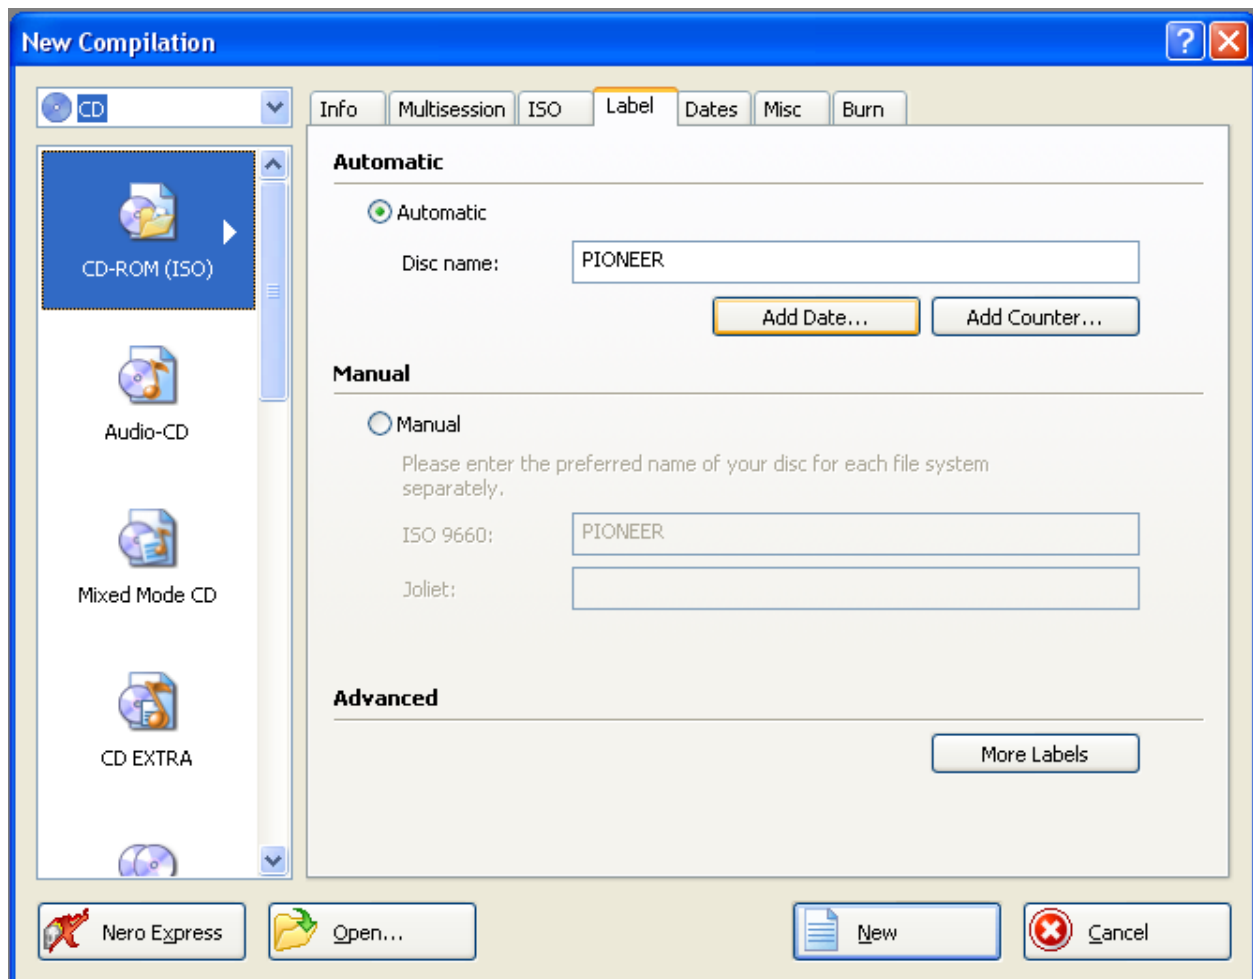 New Compilation
CD
Info Multisession ISO Label Dates Misc Burn
CD-ROM (ISO)
Audio-CD
Mixed Mode CD
CD EXTRA
Automatic
Automatic
Disc name: PIONEER
Add Date... Add Counter...
Manual
Manual
Please enter the preferred name of your disc for each file system
separately.
ISO 9660: PIONEER
Joliet:
Advanced
More Labels
Nero Express Open... New Cancel